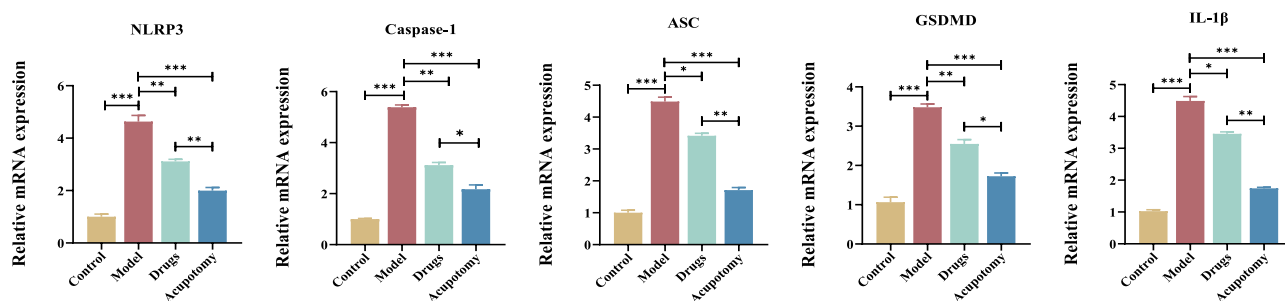 NLRP3
Relative mRNA expression
6
4
2
0
***
**
***
**
Control
Model
Drugs
Acupotomy
Caspase-1
Relative mRNA expression
6
4
2
0
***
**
***
*
Control
Model
Drugs
Acupotomy
ASC
Relative mRNA expression
5
4
3
2
1
0
***
*
***
**
Control
Model
Drugs
Acupotomy
GSDMD
Relative mRNA expression
4
3
2
1
0
***
**
***
*
Control
Model
Drugs
Acupotomy
IL-1β
Relative mRNA expression
5
4
3
2
1
0
***
*
***
**
Control
Model
Drugs
Acupotomy